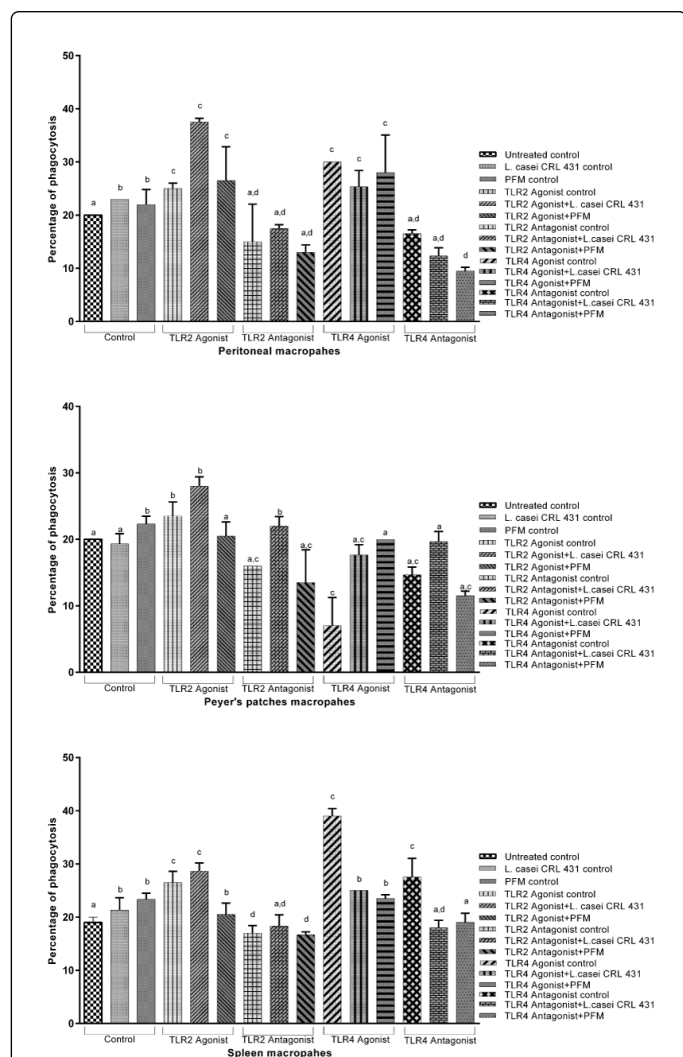 50
40
30
20
10
0
Percentage of phagocytosis
a b b c c c a,d a,d a,d c c c a,d a,d d
Control TLR2 Agonist TLR2 Antagonist TLR4 Agonist TLR4 Antagonist
Peritoneal macropahes
Untreated control
L. casei CRL 431 control
PFM control
TLR2 Agonist control
TLR2 Agonist+L. casei CRL 431
TLR2 Agonist+PFM
TLR2 Antagonist control
TLR2 Antagonist+L.casei CRL 431
TLR2 Antagonist+PFM
TLR4 Agonist control
TLR4 Agonist+L.casei CRL 431
TLR4 Agonist+PFM
TLR4 Antagonist control
TLR4 Antagonist+L.casei CRL 431
TLR4 Antagonist+PFM
40
30
20
10
0
Percentage of phagocytosis
a a b b b a a,c b a,c c a,c a a,c a a,c
Control TLR2 Agonist TLR2 Antagonist TLR4 Agonist TLR4 Antagonist
Peyer's patches macropahes
Untreated control
L. casei CRL 431 control
PFM control
TLR2 Agonist control
TLR2 Agonist+L. casei CRL 431
TLR2 Agonist+PFM
TLR2 Antagonist control
TLR2 Antagonist+L.casei CRL 431
TLR2 Antagonist+PFM
TLR4 Agonist control
TLR4 Agonist+L.casei CRL 431
TLR4 Agonist+PFM
TLR4 Antagonist control
TLR4 Antagonist+L.casei CRL 431
TLR4 Antagonist+PFM
50
40
30
20
10
0
Percentage of phagocytosis
a b b c c b d a,d d c b b c a,d a
Control TLR2 Agonist TLR2 Antagonist TLR4 Agonist TLR4 Antagonist
Spleen macropahes
Untreated control
L. casei CRL 431 control
PFM control
TLR2 Agonist control
TLR2 Agonist+L. casei CRL 431
TLR2 Agonist+PFM
TLR2 Antagonist control
TLR2 Antagonist+L.casei CRL 431
TLR2 Antagonist+PFM
TLR4 Agonist control
TLR4 Agonist+L.casei CRL 431
TLR4 Agonist+PFM
TLR4 Antagonist control
TLR4 Antagonist+L.casei CRL 431
TLR4 Antagonist+PFM